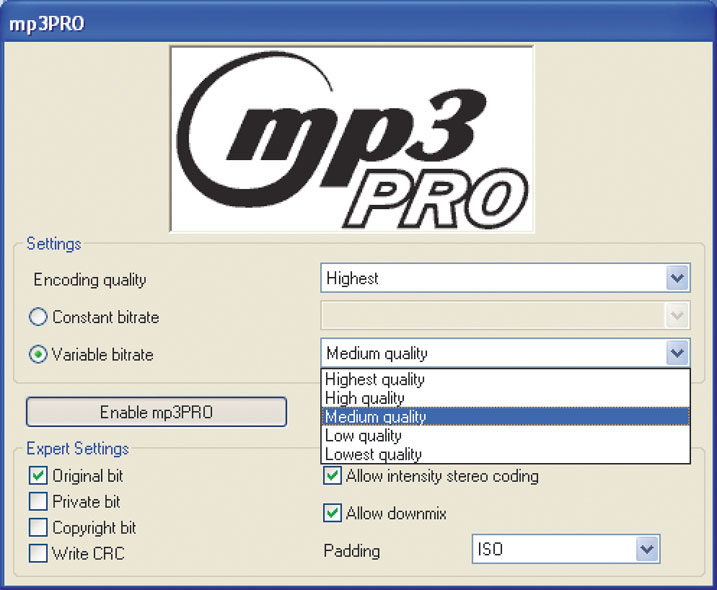 mp3PRO
mp3
PRO
Settings
Encoding quality
Highest
Constant bitrate
Variable bitrate
Medium quality
Highest quality
High quality
Medium quality
Low quality
Lowest quality
Enable mp3PRO
Expert Settings
Original bit
Allow intensity stereo coding
Private bit
Allow downmix
Copyright bit
Write CRC
Padding
ISO